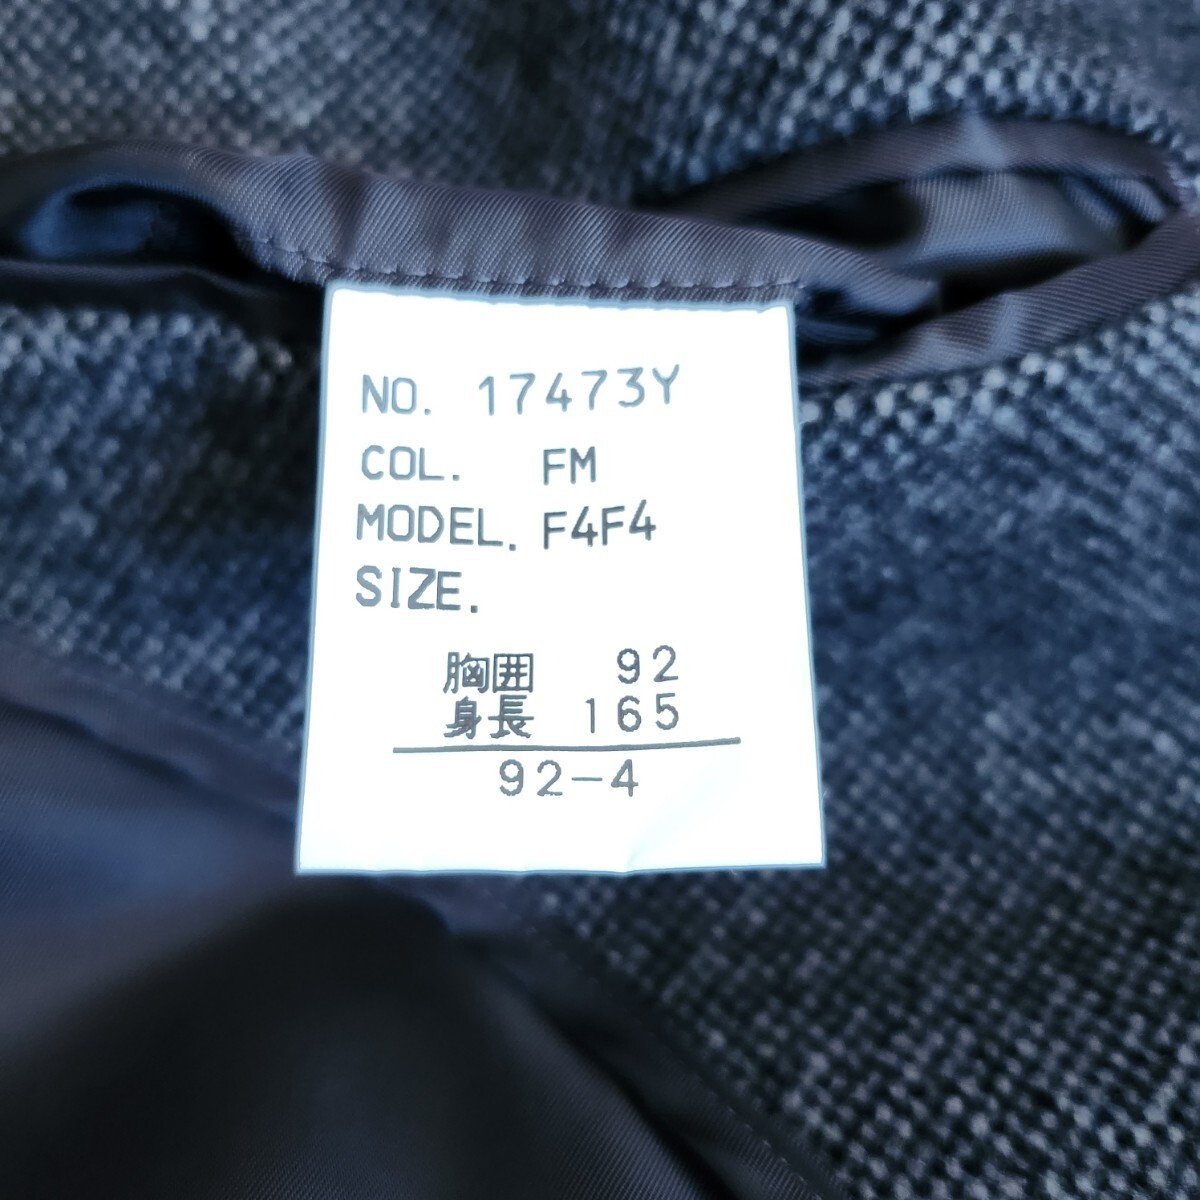 NO. 17473Y
COL. FM
MODEL. F4F4
SIZE.
胸囲 92
身長 165
92-4